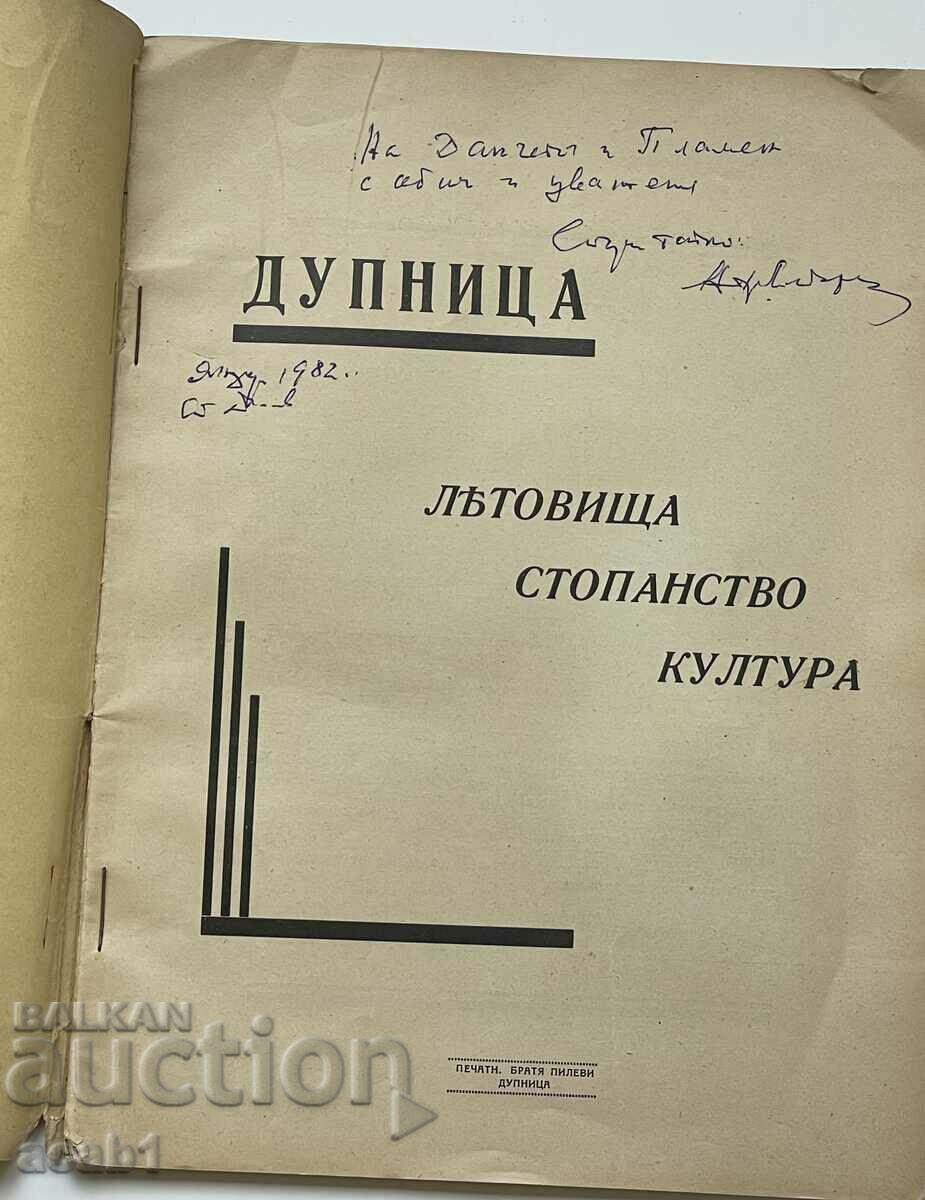 На Данчето и Пламен
с обич и уважение
ДУПНИЦА
1982
ЛѢТОВИЩА
СТОПАНСТВО
КУЛТУРА
ПЕЧАТН. БРАТЯ ПИЛЕВИ
ДУПНИЦА
BALKAN
auction
acab1